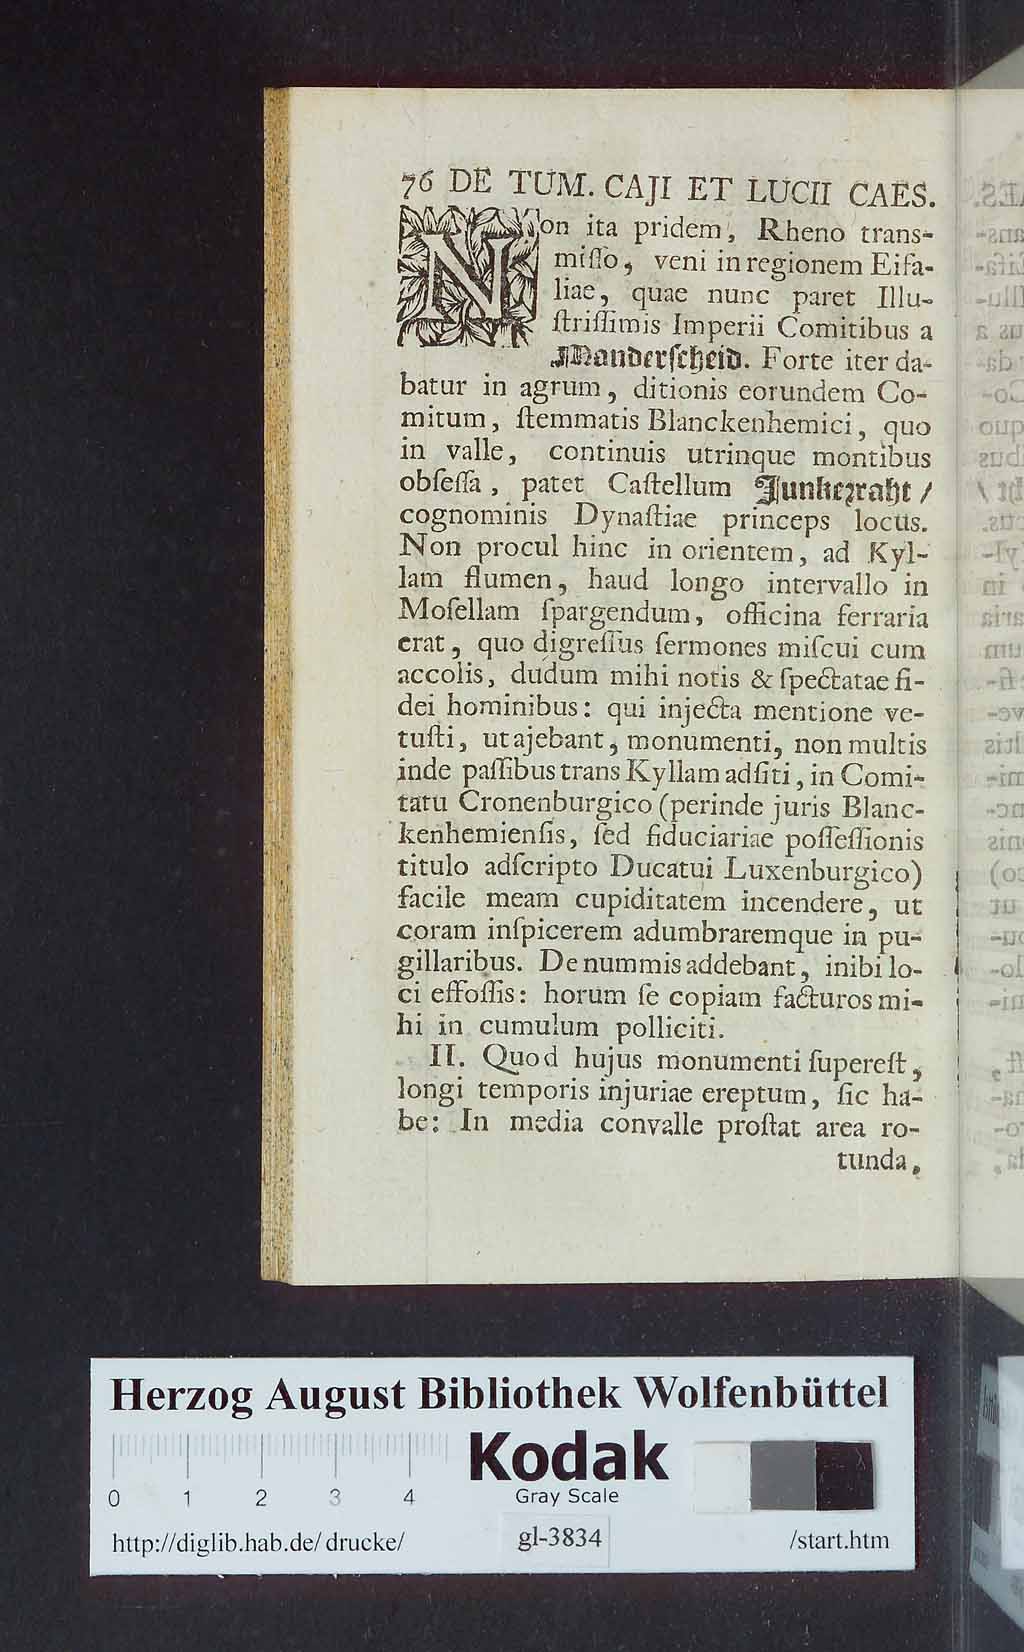 76 DE TUM. CAJI ET LUCII CAES.
Non ita pridem, Rheno trans-
miſſo, veni in regionem Eifa-
liae, quae nunc paret Illu-
ſtriſſimis Imperii Comitibus a
Manderſcheid. Forte iter da-
batur in agrum, ditionis eorundem Co-
mitum, ſtemmatis Blanckenhemici, quo
in valle, continuis utrinque montibus
obſeſſa, patet Caſtellum Junkerraht /
cognominis Dynaſtiae princeps locus.
Non procul hinc in orientem, ad Kyl-
lam flumen, haud longo intervallo in
Moſellam ſpargendum, officina ferraria
erat, quo digreſſus ſermones miſcui cum
accolis, dudum mihi notis & ſpectatae fi-
dei hominibus: qui injecta mentione ve-
tuſti, ut ajebant, monumenti, non multis
inde paſſibus trans Kyllam adſiti, in Comi-
tatu Cronenburgico (perinde juris Blanc-
kenhemienſis, ſed fiduciariae poſſeſſionis
titulo adſcripto Ducatui Luxenburgico)
facile meam cupiditatem incendere, ut
coram inſpicerem adumbraremque in pu-
gillaribus. De nummis addebant, inibi lo-
ci effoſſis: horum ſe copiam facturos mi-
hi in cumulum polliciti.
II. Quod hujus monumenti ſupereſt,
longi temporis injuriae ereptum, ſic ha-
be: In media convalle proſtat area ro-
tunda,
Herzog August Bibliothek Wolfenbüttel
Kodak
Gray Scale
0 1 2 3 4
http://diglib.hab.de/drucke/ gl-3834 /start.htm